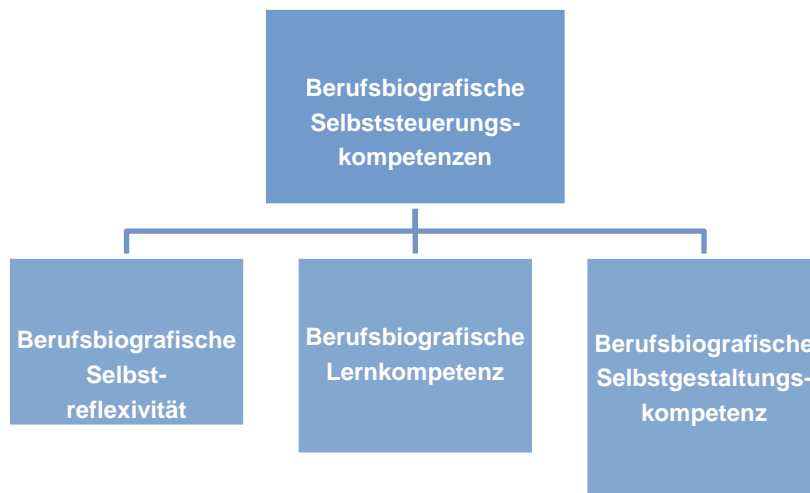 Berufsbiografische
Selbststeuerungs-
kompetenzen
Berufsbiografische
Selbst-
reflexivität
Berufsbiografische
Lernkompetenz
Berufsbiografische
Selbstgestaltungs-
kompetenz